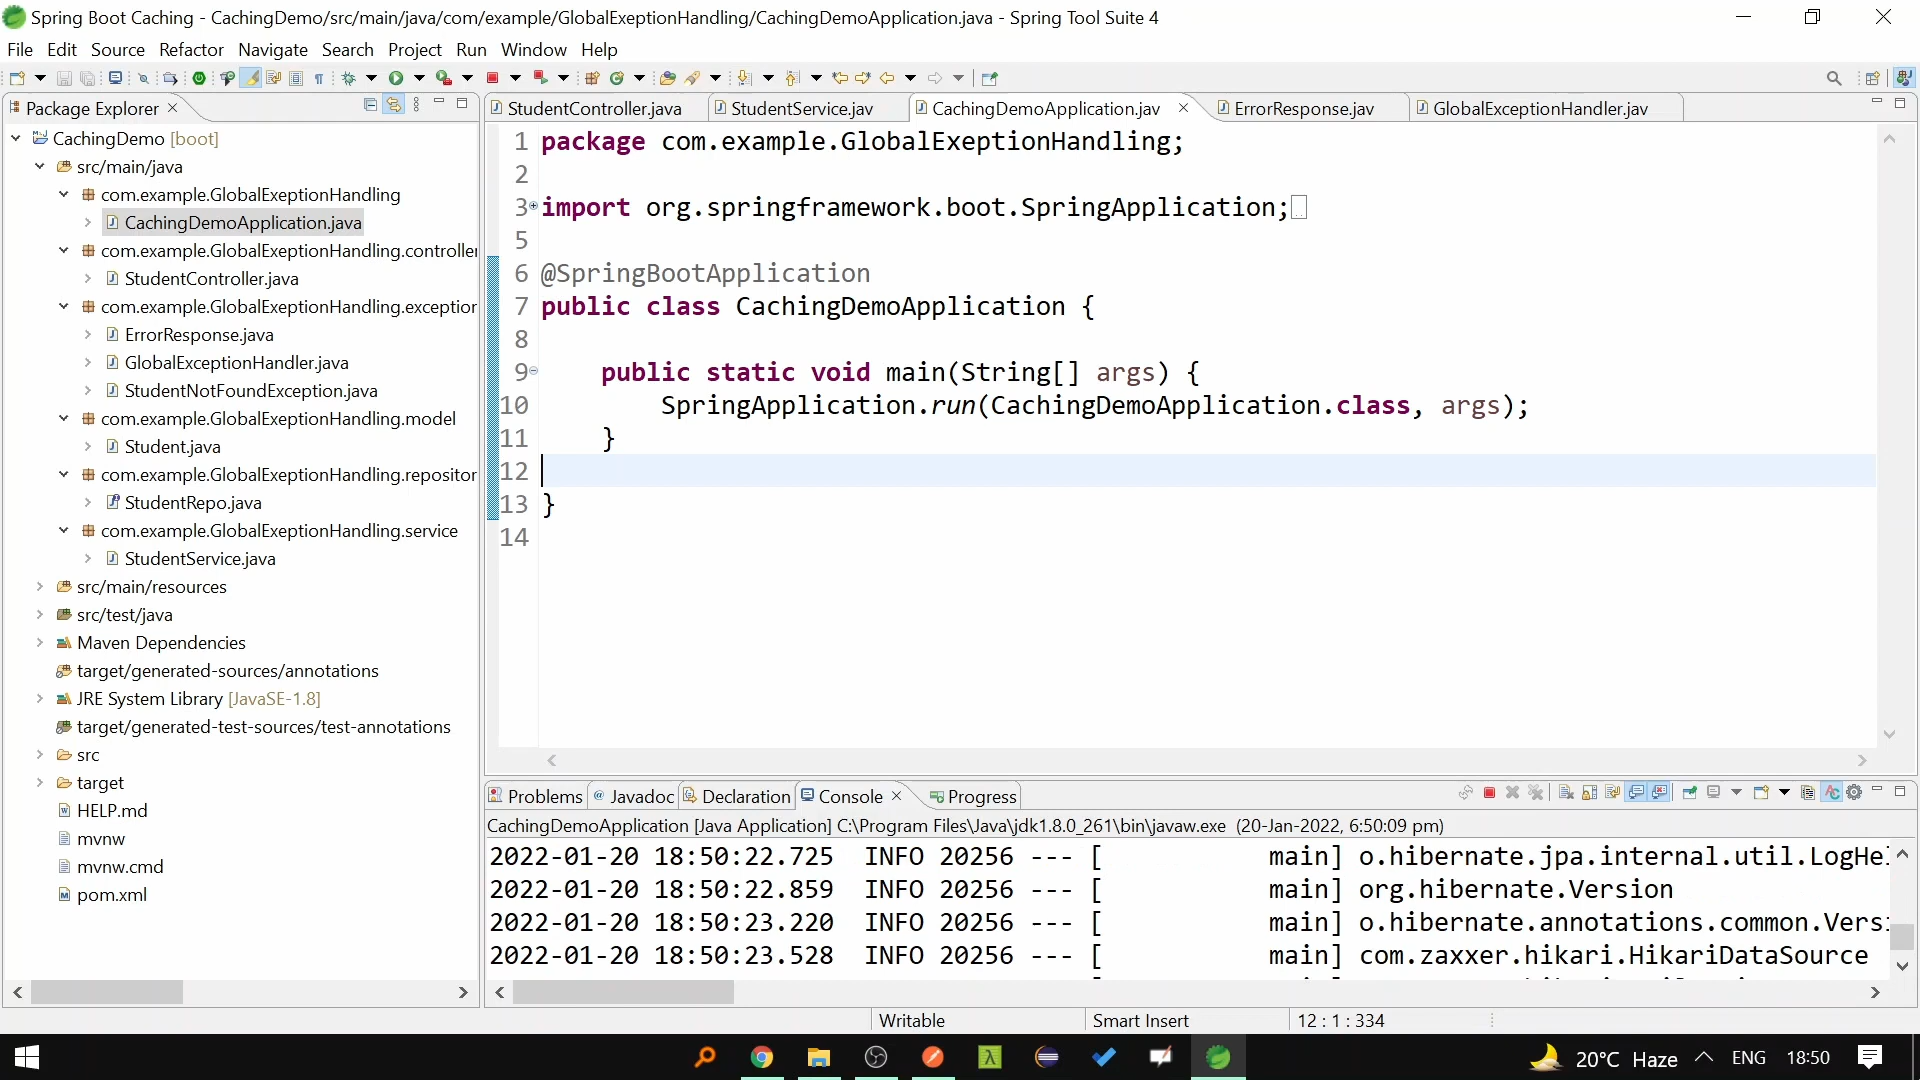 Spring Boot Caching - CachingDemo/src/main/java/com/example/GlobalExeptionHandling/CachingDemoApplication.java - Spring Tool Suite 4
File Edit Source Refactor Navigate Search Project Run Window Help
Package Explorer
CachingDemo [boot]
src/main/java
com.example.GlobalExeptionHandling
CachingDemoApplication.java
com.example.GlobalExeptionHandling.controller
StudentController.java
com.example.GlobalExeptionHandling.exception
ErrorResponse.java
GlobalExceptionHandler.java
StudentNotFoundException.java
com.example.GlobalExeptionHandling.model
Student.java
com.example.GlobalExeptionHandling.repositor
StudentRepo.java
com.example.GlobalExeptionHandling.service
StudentService.java
src/main/resources
src/test/java
Maven Dependencies
target/generated-sources/annotations
JRE System Library [JavaSE-1.8]
target/generated-test-sources/test-annotations
src
target
HELP.md
mvnw
mvnw.cmd
pom.xml
StudentController.java StudentService.jav CachingDemoApplication.jav ErrorResponse.jav GlobalExceptionHandler.jav
1 package com.example.GlobalExeptionHandling;
2
3 import org.springframework.boot.SpringApplication;
5
6 @SpringBootApplication
7 public class CachingDemoApplication {
8
9 public static void main(String[] args) {
10 SpringApplication.run(CachingDemoApplication.class, args);
11 }
12
13 }
14
Problems Javadoc Declaration Console Progress
CachingDemoApplication [Java Application] C:\Program Files\Java\jdk1.8.0_261\bin\javaw.exe (20-Jan-2022, 6:50:09 pm)
2022-01-20 18:50:22.725 INFO 20256 --- [ main] o.hibernate.jpa.internal.util.LogHel
2022-01-20 18:50:22.859 INFO 20256 --- [ main] org.hibernate.Version
2022-01-20 18:50:23.220 INFO 20256 --- [ main] o.hibernate.annotations.common.Versi
2022-01-20 18:50:23.528 INFO 20256 --- [ main] com.zaxxer.hikari.HikariDataSource
Writable Smart Insert 12 : 1 : 334
20°C Haze ENG 18:50